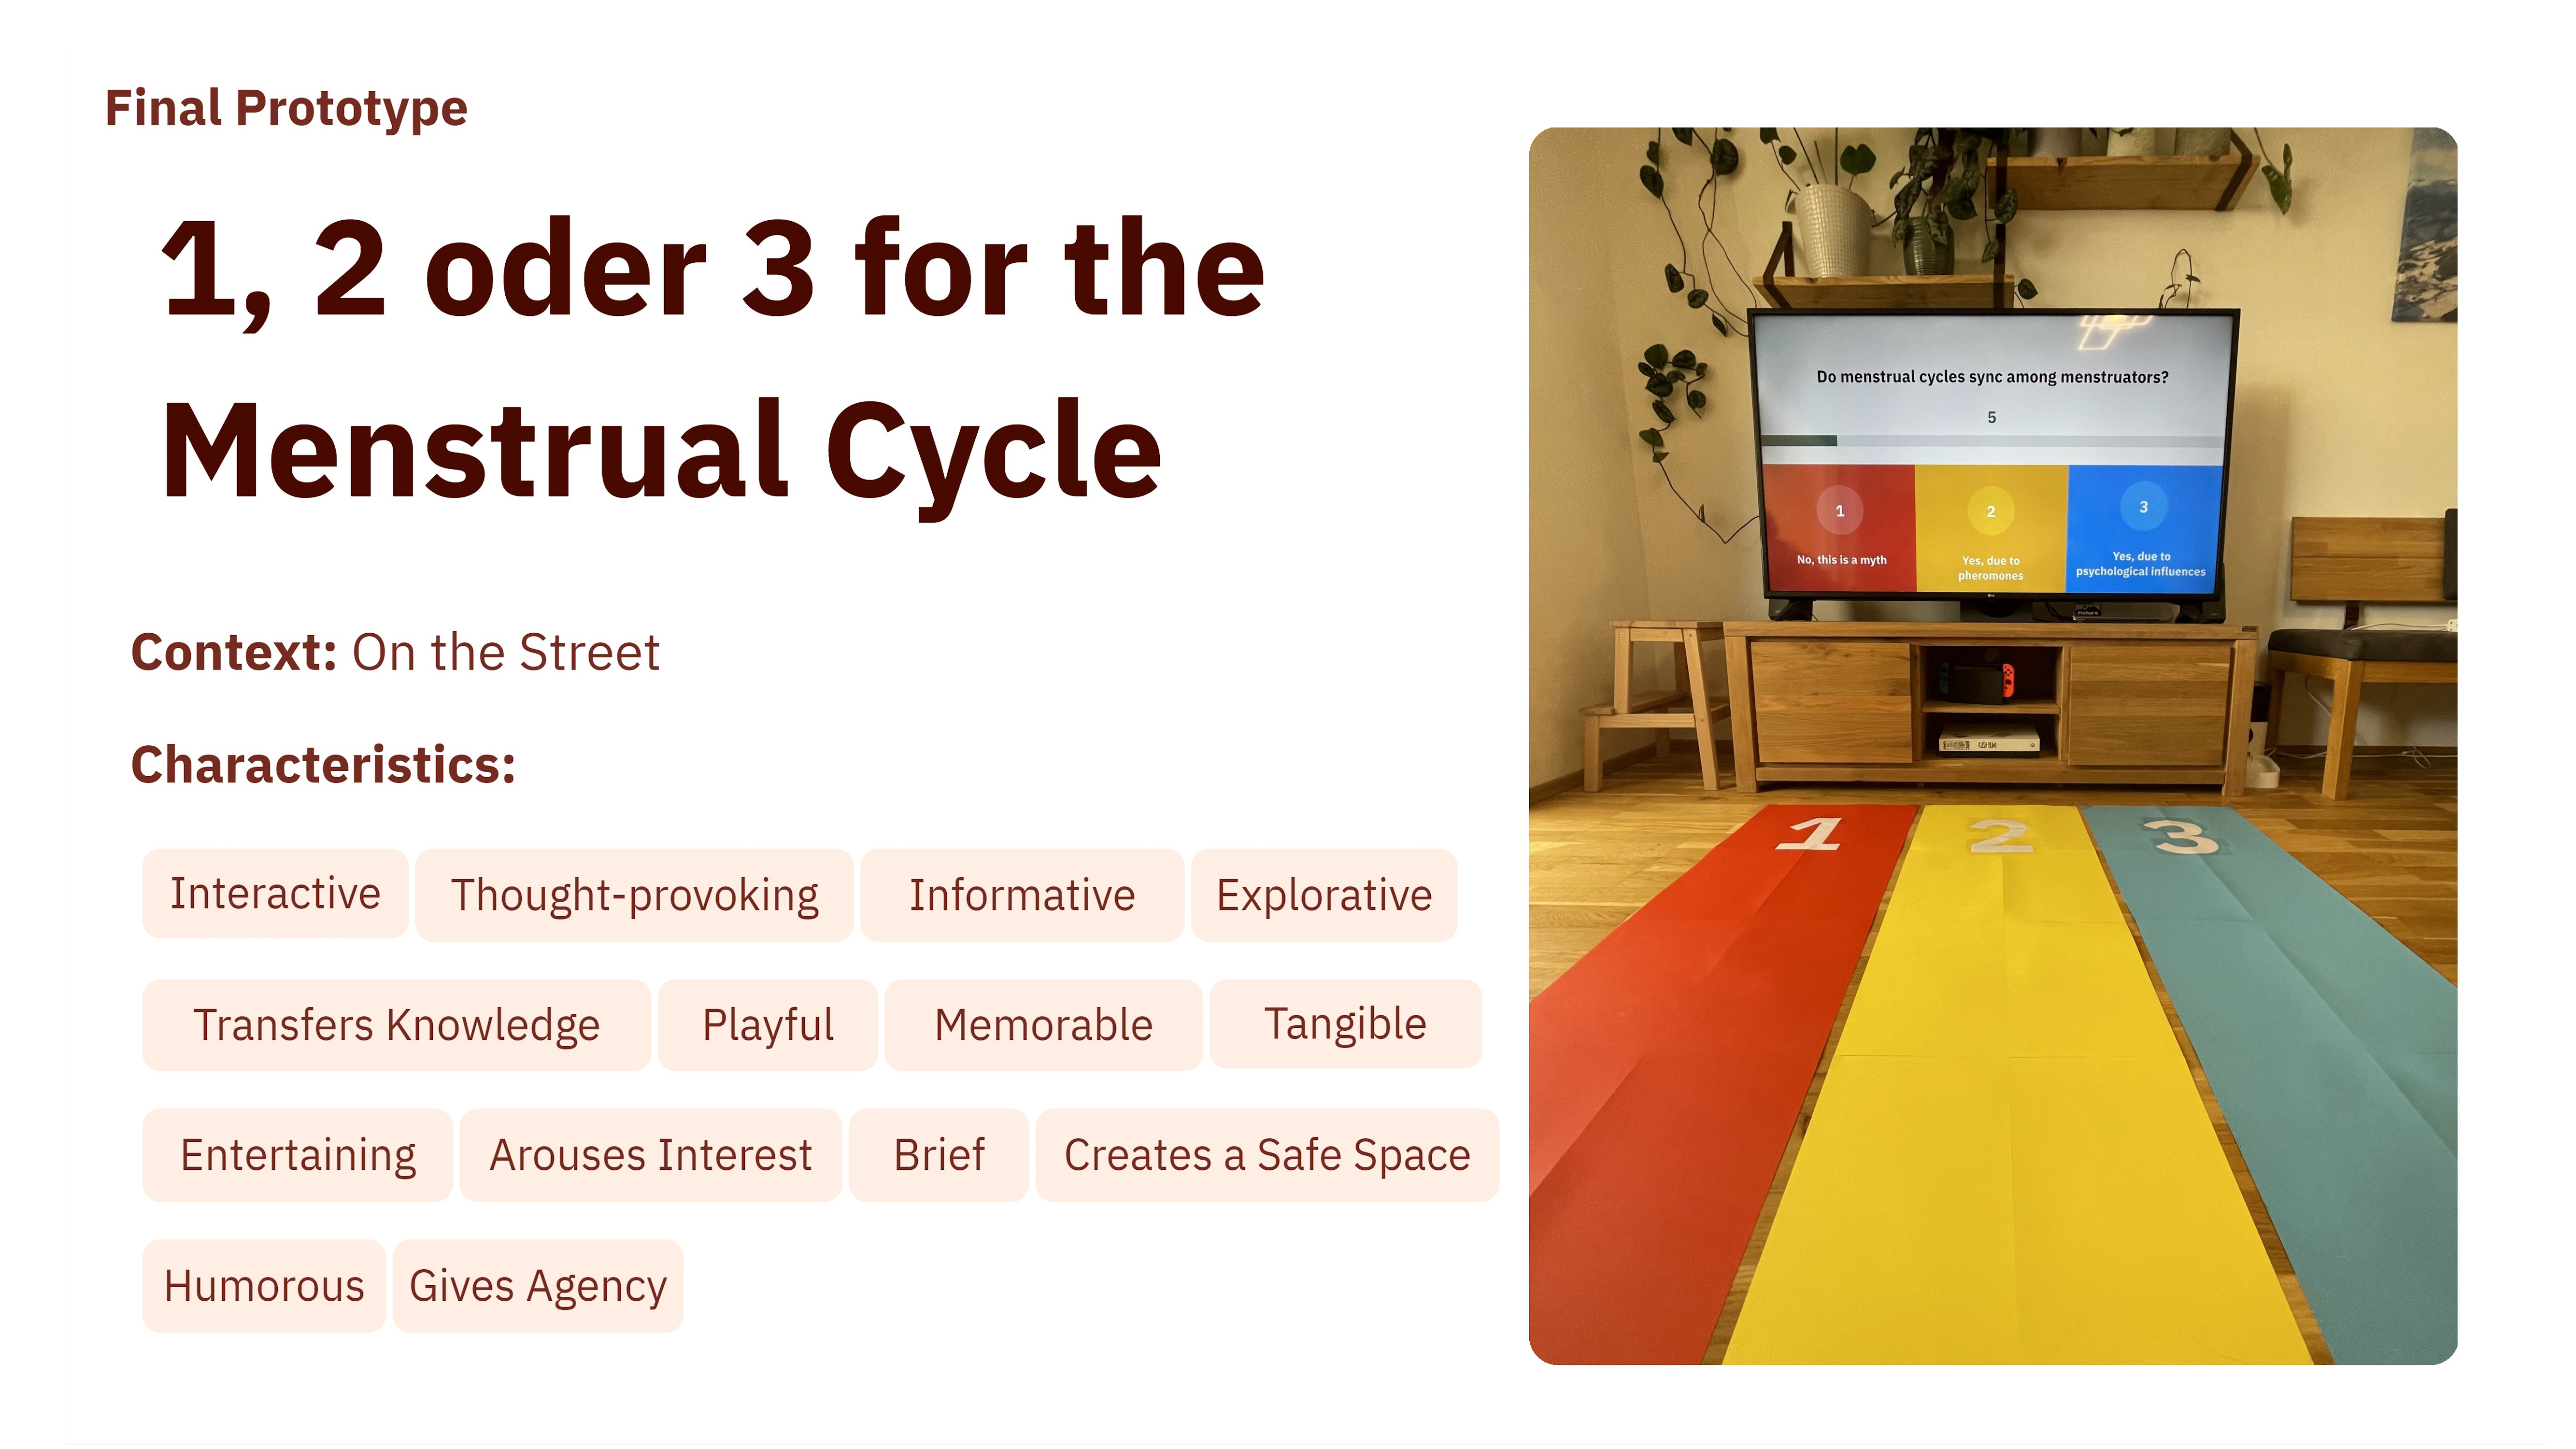 Final Prototype
1, 2 oder 3 for the
Menstrual Cycle
Context: On the Street
Characteristics:
Interactive
Thought-provoking
Informative
Explorative
Transfers Knowledge
Playful
Memorable
Tangible
Entertaining
Arouses Interest
Brief
Creates a Safe Space
Humorous
Gives Agency
Do menstrual cycles sync among menstruators?
5
1
2
3
No, this is a myth
Yes, due to
pheromones
Yes, due to
psychological influences
1
2
3